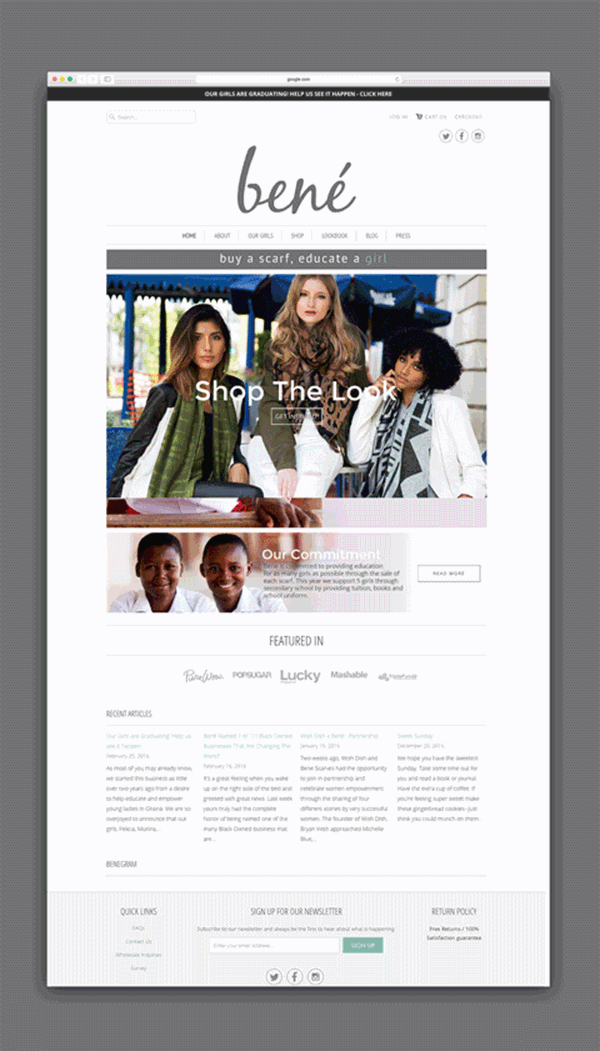 google.com
OUR GIRLS ARE GRADUATING! HELP US SEE IT HAPPEN - CLICK HERE
Search...
LOG IN
CART
CHECKOUT
bené
HOME ABOUT OUR GIRLS SHOP LOOKBOOK BLOG PRESS
buy a scarf, educate a girl
Shop The Look
Our Commitment
Bene is committed to providing education
for as many girls as possible through the sale of
each scarf. This year we support 5 girls through
secondary school by providing tuition, books and
school uniform.
READ MORE
FEATURED IN
PureWow POPSUGAR Lucky Mashable
RECENT ARTICLES
Our Girls are Graduating! Help us
see it happen
February 25, 2016
As most of you may already know,
we started this business as little
over two years ago from a desire
to help educate and empower
young ladies in Ghana. We are so
overjoyed to announce that our
girls, Felicia, Munira,...
Bené Named 1 of 11 Black Owned
Businesses That Are Changing The
World!
February 16, 2016
It's a great feeling when you wake
up on the right side of the bed and
greeted with great news. Last week
yours truly had the complete
honor of being named one of the
many Black Owned business that
are...
Wish Dish x Bené - Partnership
January 19, 2016
Two weeks ago, Wish Dish and
Bene Scarves had the opportunity
to join in partnership and
celebrate women empowerment
through the sharing of four
different stories by very successful
women. The founder of Wish Dish,
Bryan Wish approached Michelle
Blue,...
Sweet Sunday
December 20, 2015
We hope you have the sweetest
Sunday. Take some time out for
you and read a book or journal.
Have the extra cup of coffee. If
you're feeling super sweet make
these gingerbread cookies- just
think you could munch on them.
BENEGRAM
QUICK LINKS
FAQs
Contact Us
Wholesale Inquiries
Survey
SIGN UP FOR OUR NEWSLETTER
Subscribe to our newsletter and always be the first to hear about what is happening
Enter your email address...
SIGN UP
RETURN POLICY
Free Returns / 100%
Satisfaction guarantee